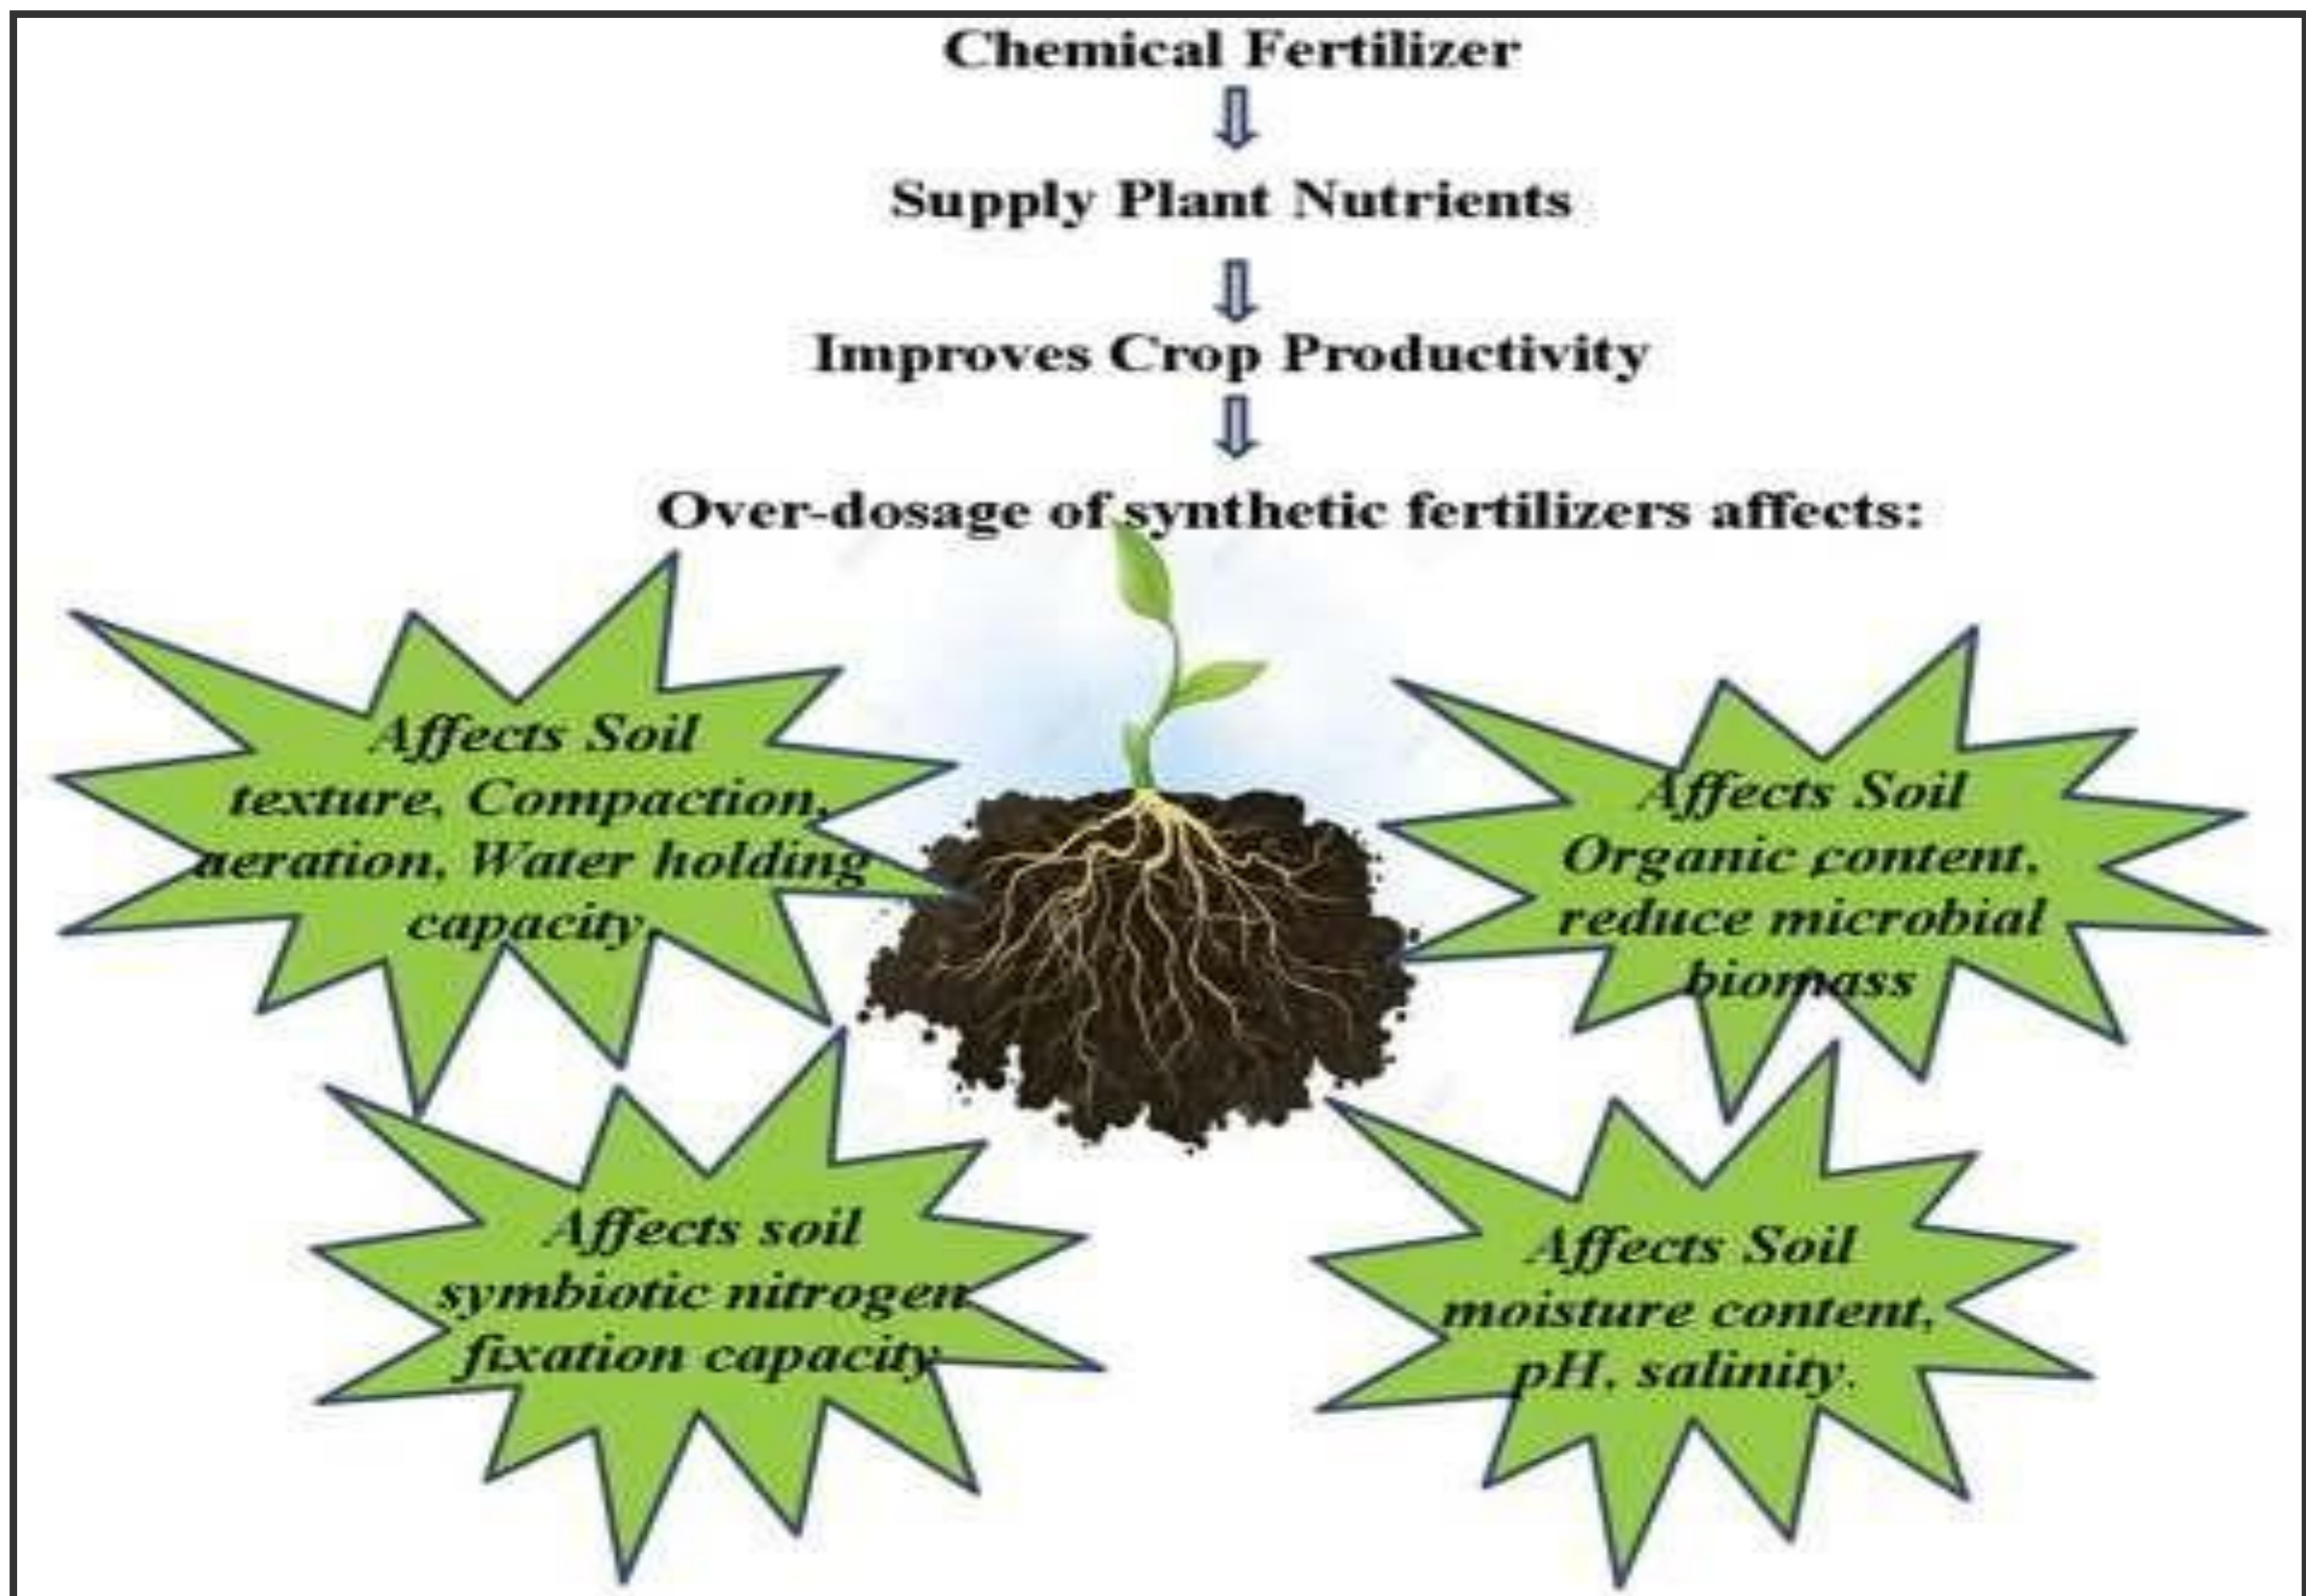 Chemical Fertilizer
Supply Plant Nutrients
Improves Crop Productivity
Over-dosage of synthetic fertilizers affects:
Affects Soil
texture, Compaction,
aeration, Water holding
capacity.
Affects Soil
Organic content,
reduce microbial
biomass
Affects soil
symbiotic nitrogen
fixation capacity
Affects Soil
moisture content,
pH, salinity.